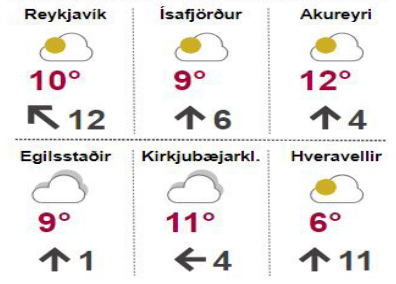 Reykjavík Ísafjörður Akureyri
10° 9° 12°
12 6 4
Egilsstaðir Kirkjubæjarkl. Hveravellir
9° 11° 6°
1 4 11